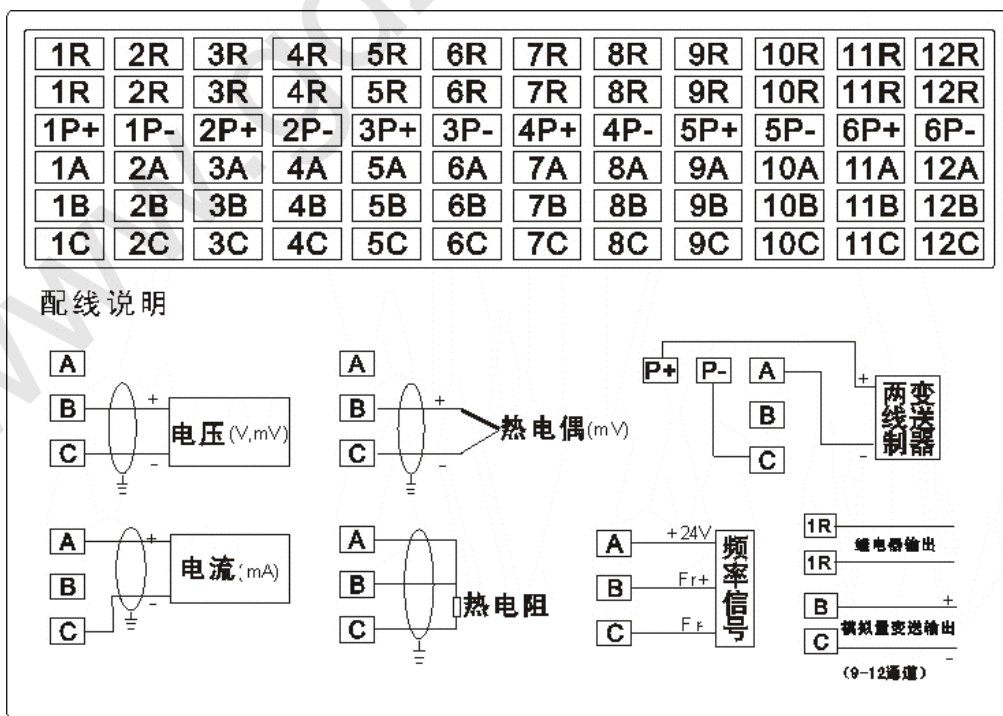 1R 2R 3R 4R 5R 6R 7R 8R 9R 10R 11R 12R
1R 2R 3R 4R 5R 6R 7R 8R 9R 10R 11R 12R
1P+ 1P- 2P+ 2P- 3P+ 3P- 4P+ 4P- 5P+ 5P- 6P+ 6P-
1A 2A 3A 4A 5A 6A 7A 8A 9A 10A 11A 12A
1B 2B 3B 4B 5B 6B 7B 8B 9B 10B 11B 12B
1C 2C 3C 4C 5C 6C 7C 8C 9C 10C 11C 12C
配线说明
A
B
C
+
-
电压(V,mV)
A
B
C
+
-
热电偶(mV)
P+ P- A
B
C
+
-
两线制
变送器
A
B
C
+
-
电流(mA)
A
B
C
热电阻
A
B
C
+24V
Fr+
Fr
频率信号
1R
1R
继电器输出
B
C
+
模拟量变送输出
-
(9-12通道)